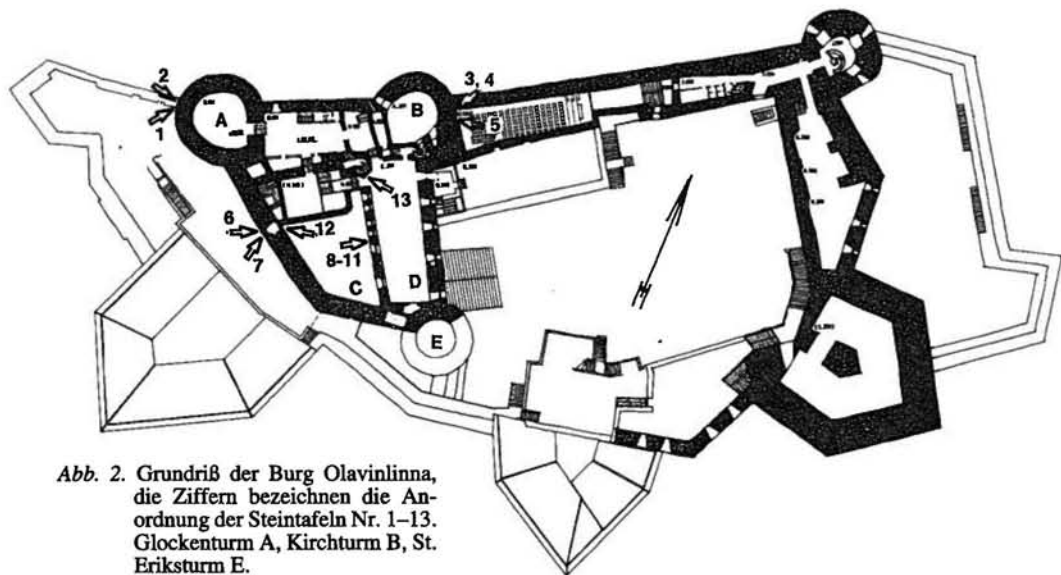 2
1
A
B
3, 4
5
13
6
7
12
8-11
C
D
E
Abb. 2. Grundriß der Burg Olavinlinna,
die Ziffern bezeichnen die An-
ordnung der Steintafeln Nr. 1–13.
Glockenturm A, Kirchturm B, St.
Eriksturm E.